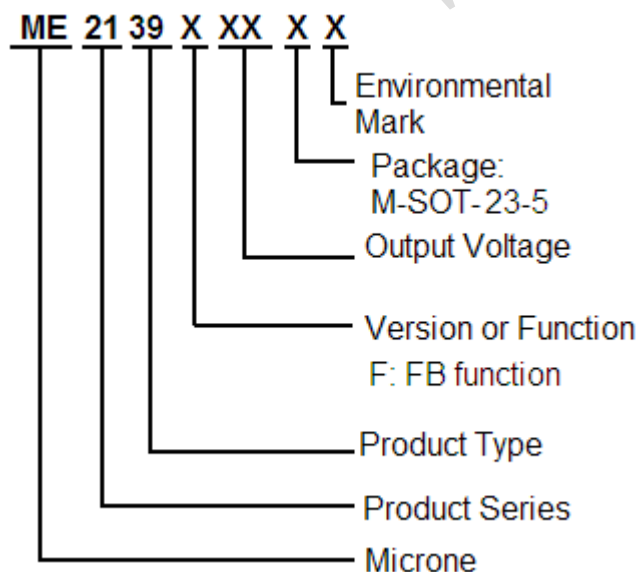 ME 21 39 X XX X X
Environmental
Mark
Package:
M-SOT-23-5
Output Voltage
Version or Function
F: FB function
Product Type
Product Series
Microne